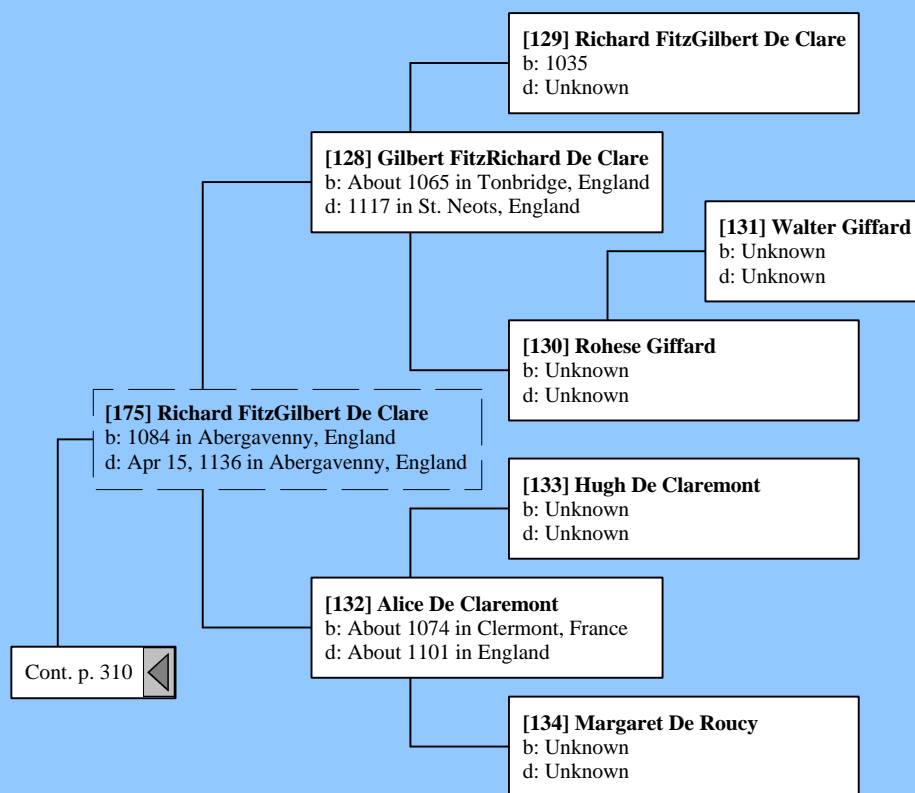 [129] Richard FitzGilbert De Clare
b: 1035
d: Unknown
[128] Gilbert FitzRichard De Clare
b: About 1065 in Tonbridge, England
d: 1117 in St. Neots, England
[131] Walter Giffard
b: Unknown
d: Unknown
[130] Rohese Giffard
b: Unknown
d: Unknown
[175] Richard FitzGilbert De Clare
b: 1084 in Abergavenny, England
d: Apr 15, 1136 in Abergavenny, England
[133] Hugh De Claremont
b: Unknown
d: Unknown
[132] Alice De Claremont
b: About 1074 in Clermont, France
d: About 1101 in England
Cont. p. 310
[134] Margaret De Roucy
b: Unknown
d: Unknown